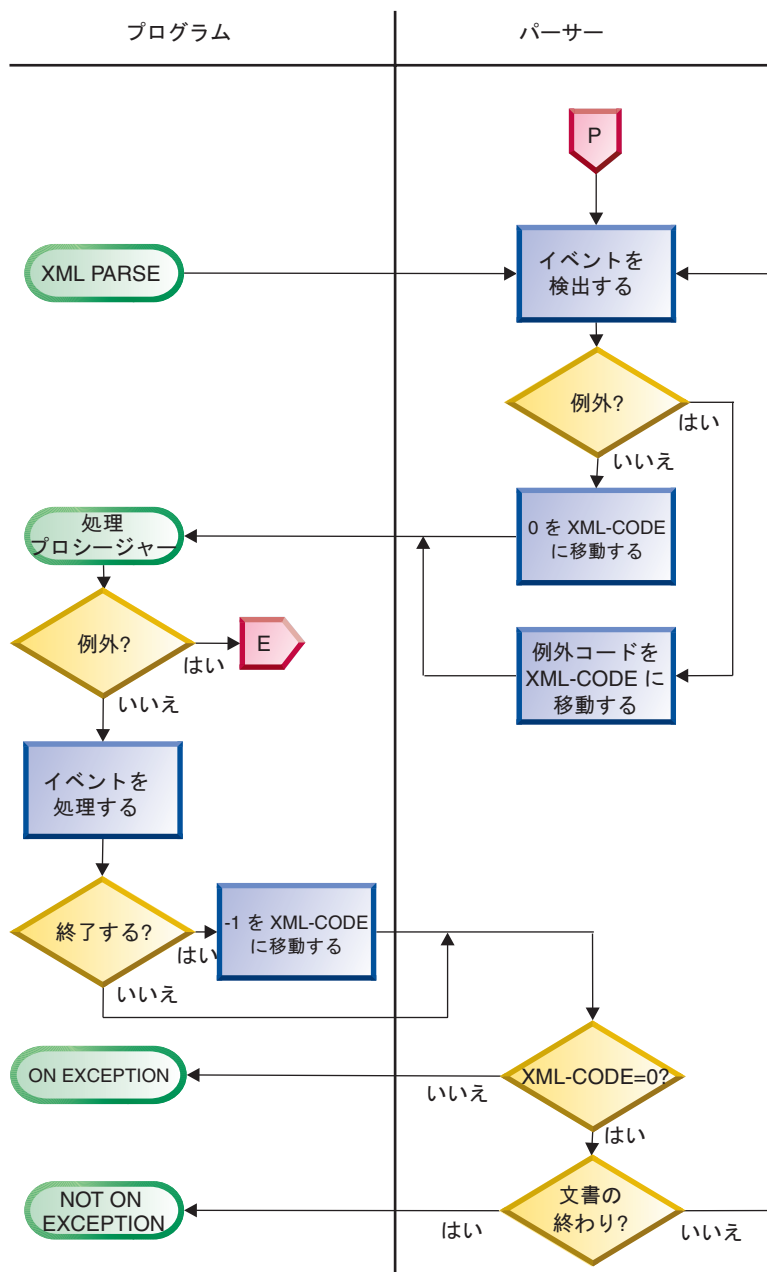 プログラム
パーサー
P
XML PARSE
イベントを
検出する
例外?
はい
いいえ
処理
プロシージャー
0 を XML-CODE
に移動する
例外?
はい
E
いいえ
例外コードを
XML-CODE に
移動する
イベントを
処理する
終了する?
はい
-1 を XML-CODE
に移動する
いいえ
ON EXCEPTION
いいえ
XML-CODE=0?
はい
NOT ON
EXCEPTION
はい
文書の
終わり?
いいえ